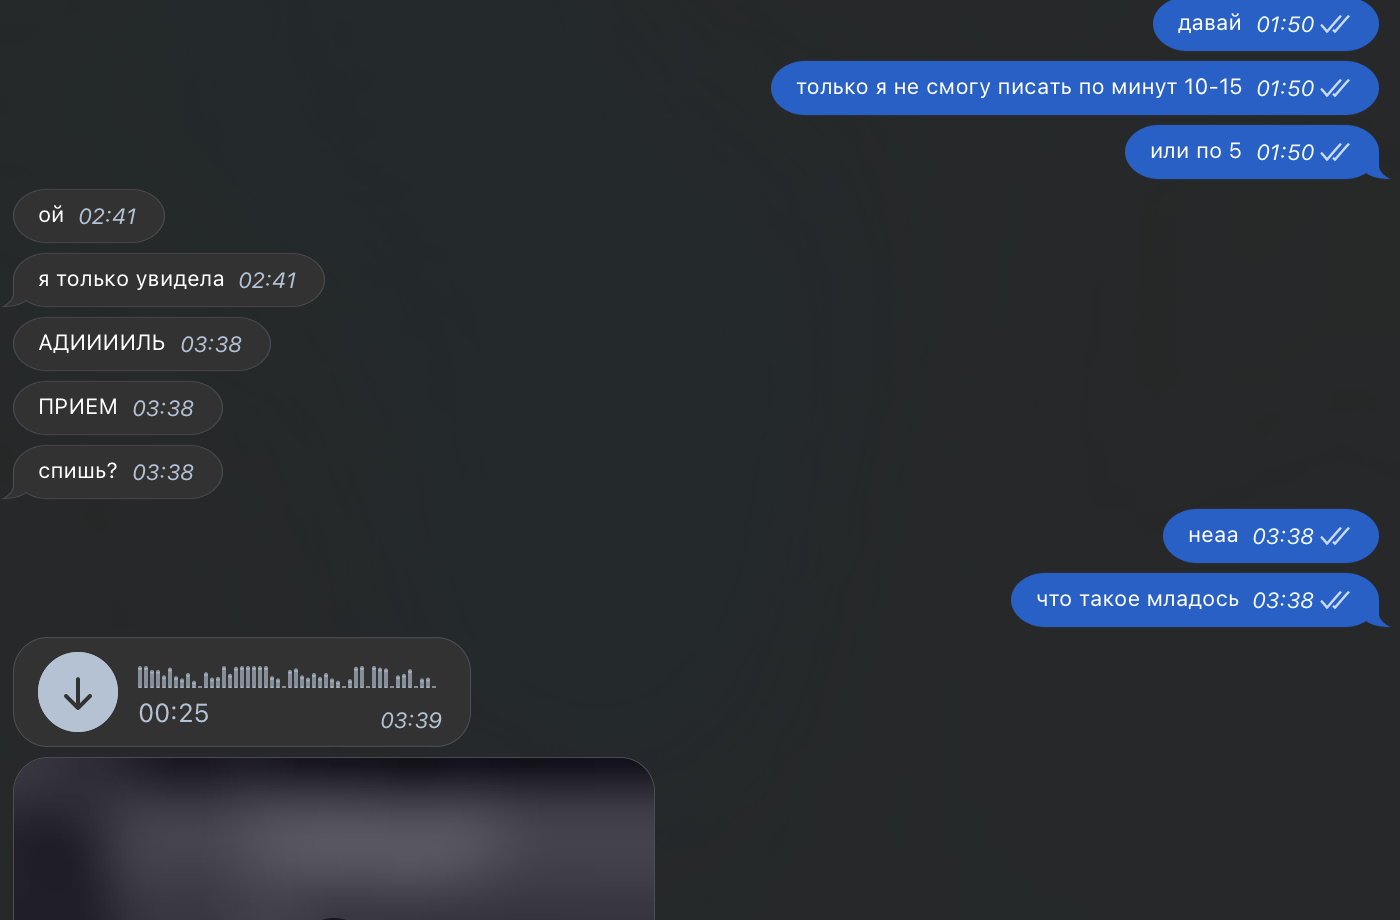 давай 01:50
только я не смогу писать по минут 10-15 01:50
или по 5 01:50
ой 02:41
я только увидела 02:41
АДИИИИЛЬ 03:38
ПРИЕМ 03:38
спишь? 03:38
неаа 03:38
что такое младось 03:38
00:25 03:39